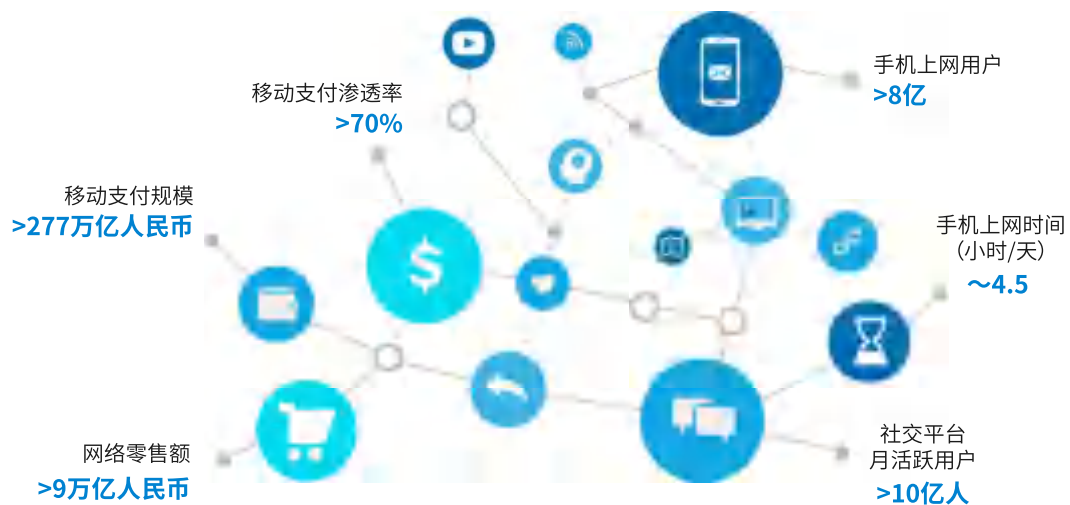 手机上网用户
>8亿
移动支付渗透率
>70%
移动支付规模
>277万亿人民币
手机上网时间
（小时/天）
～4.5
网络零售额
>9万亿人民币
社交平台
月活跃用户
>10亿人